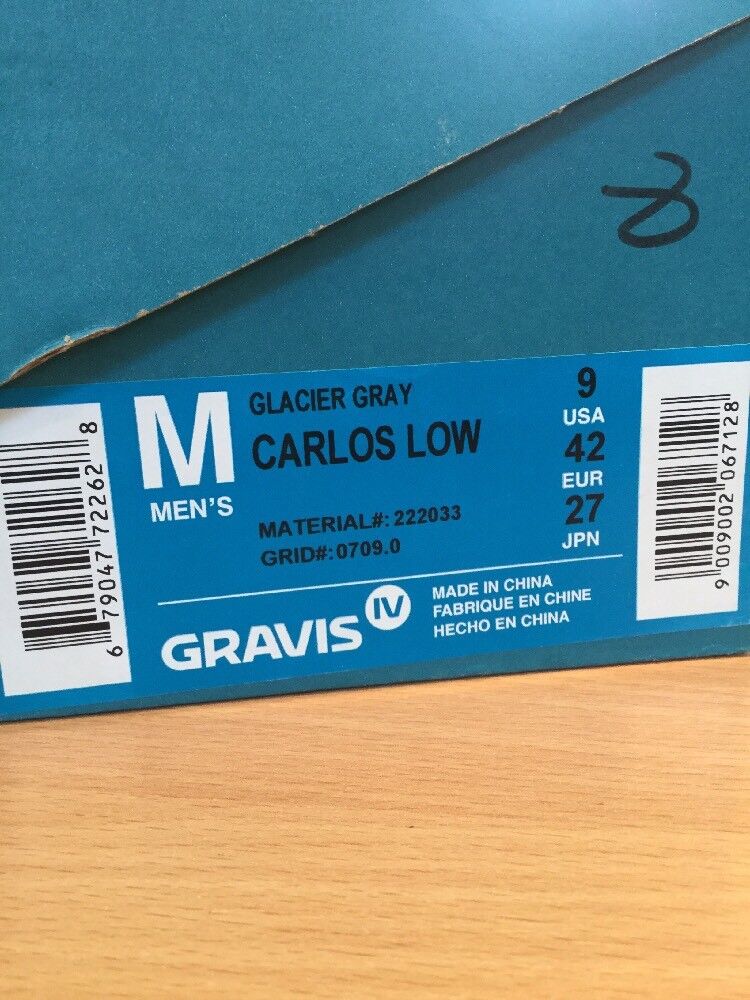 8
M
MEN'S
GLACIER GRAY
CARLOS LOW
MATERIAL#: 222033
GRID#:0709.0
9
USA
42
EUR
27
JPN
GRAVIS IV
MADE IN CHINA
FABRIQUE EN CHINE
HECHO EN CHINA
6 79047 72262 8
9 009002 067128